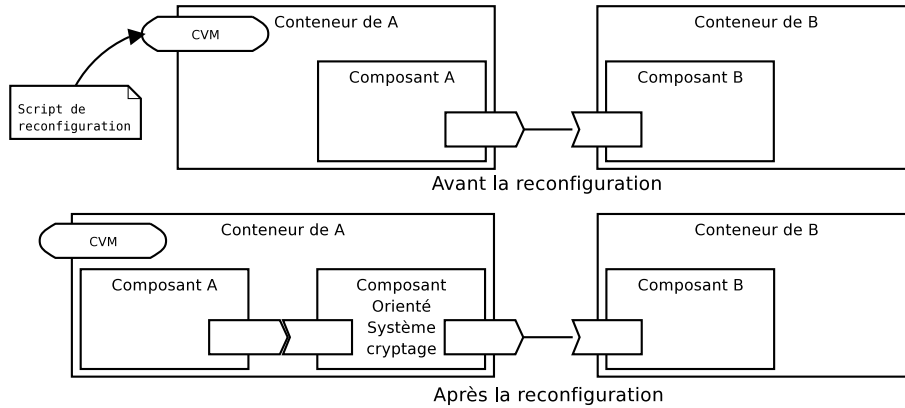 Conteneur de A
Conteneur de B
CVM
Composant A
Composant B
Script de
reconfiguration
Avant la reconfiguration
Conteneur de A
Conteneur de B
CVM
Composant A
Composant
Orienté
Système
cryptage
Composant B
Après la reconfiguration